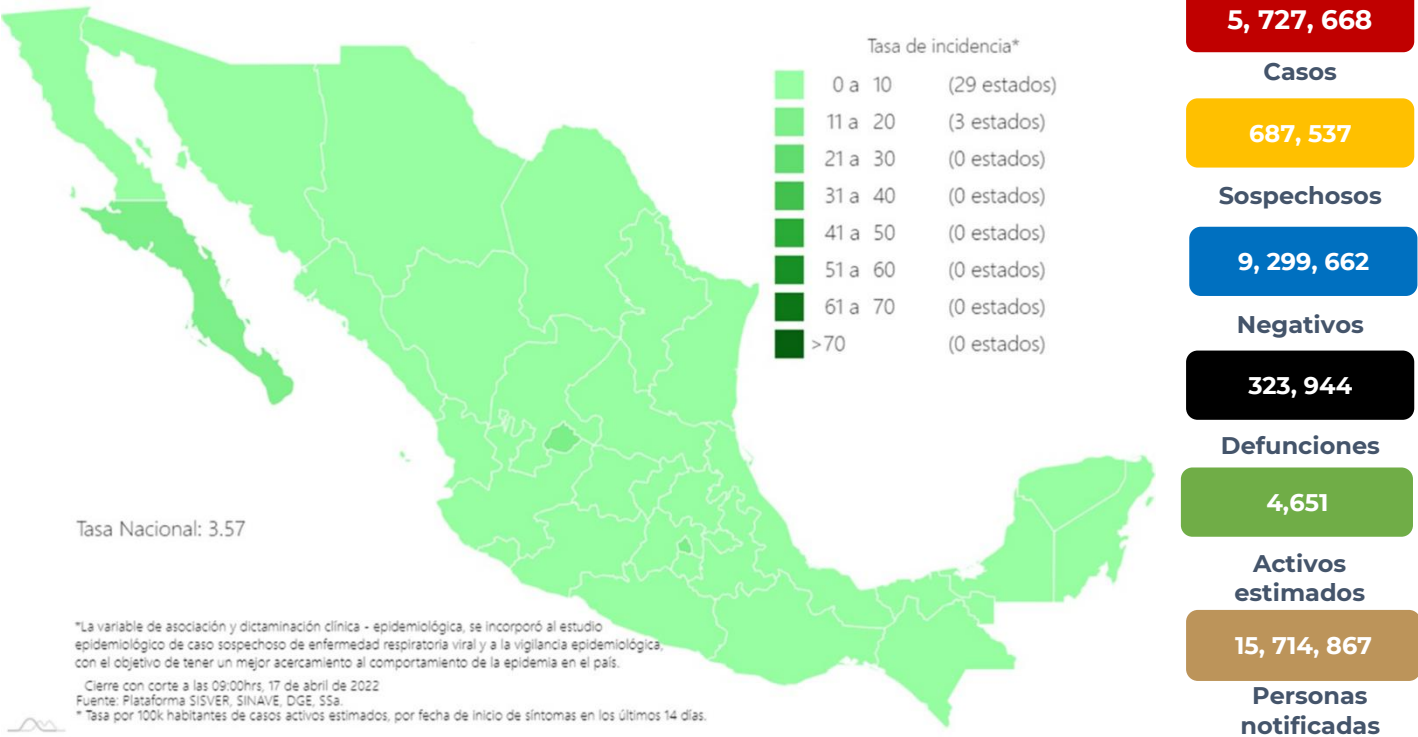 Tasa de incidencia*
0 a 10 (29 estados)
11 a 20 (3 estados)
21 a 30 (0 estados)
31 a 40 (0 estados)
41 a 50 (0 estados)
51 a 60 (0 estados)
61 a 70 (0 estados)
>70 (0 estados)
Tasa Nacional: 3.57
*La variable de asociación y dictaminación clínica - epidemiológica, se incorporó al estudio
epidemiológico de caso sospechoso de enfermedad respiratoria viral y a la vigilancia epidemiológica,
con el objetivo de tener un mejor acercamiento al comportamiento de la epidemia en el país.
Cierre con corte a las 09:00hrs, 17 de abril de 2022
Fuente: Plataforma SISVER, SINAVE, DGE, SSa.
* Tasa por 100k habitantes de casos activos estimados, por fecha de inicio de síntomas en los últimos 14 días.
5, 727, 668
Casos
687, 537
Sospechosos
9, 299, 662
Negativos
323, 944
Defunciones
4,651
Activos
estimados
15, 714, 867
Personas
notificadas